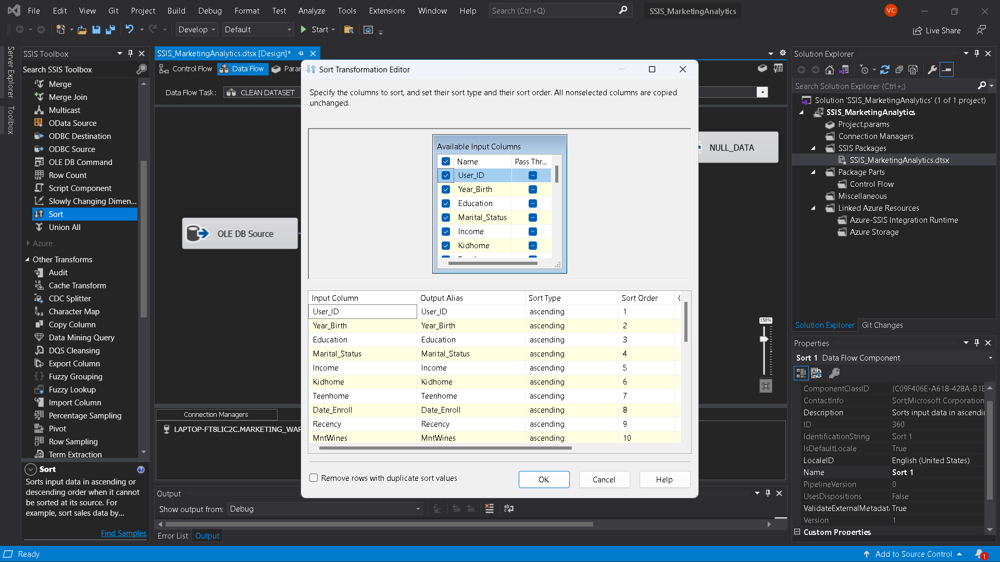 File Edit View Git Project Build Debug Format Test Analyze Tools Extensions Window Help Search (Ctrl+Q) SSIS_MarketingAnalytics VC
Develop Default Start Live Share
Server Explorer
Toolbox
SSIS Toolbox
Search SSIS Toolbox
Merge
Merge Join
Multicast
OData Source
ODBC Destination
ODBC Source
OLE DB Command
Row Count
Script Component
Slowly Changing Dimen...
Sort
Union All
Azure
Other Transforms
Audit
Cache Transform
CDC Splitter
Character Map
Copy Column
Data Mining Query
DQS Cleansing
Export Column
Fuzzy Grouping
Fuzzy Lookup
Import Column
Percentage Sampling
Pivot
Row Sampling
Term Extraction
Sort
Sorts input data in ascending or
descending order when it cannot
be sorted at its source. For
example, sort sales data by...
Find Samples
SSIS_MarketingAnalytics.dtsx [Design]*
Control Flow Data Flow Paran
Data Flow Task: CLEAN DATASET
OLE DB Source
NULL_DATA
150%
Connection Managers
LAPTOP-FT8LIC2C.MARKETING_WAR
Sort Transformation Editor
Specify the columns to sort, and set their sort type and their sort order. All nonselected columns are copied
unchanged.
Available Input Columns
Name Pass Thr...
User_ID
Year_Birth
Education
Marital_Status
Income
Kidhome
Input Column Output Alias Sort Type Sort Order
User_ID User_ID ascending 1
Year_Birth Year_Birth ascending 2
Education Education ascending 3
Marital_Status Marital_Status ascending 4
Income Income ascending 5
Kidhome Kidhome ascending 6
Teenhome Teenhome ascending 7
Date_Enroll Date_Enroll ascending 8
Recency Recency ascending 9
MntWines MntWines ascending 10
Remove rows with duplicate sort values OK Cancel Help
Output
Show output from: Debug
Error List Output
Solution Explorer
Search Solution Explorer (Ctrl+;)
Solution 'SSIS_MarketingAnalytics' (1 of 1 project)
SSIS_MarketingAnalytics
Project.params
Connection Managers
SSIS Packages
SSIS_MarketingAnalytics.dtsx
Package Parts
Control Flow
Miscellaneous
Linked Azure Resources
Azure-SSIS Integration Runtime
Azure Storage
Solution Explorer Git Changes
Properties
Sort 1 Data Flow Component
ComponentClassID {C09F406E-A618-428A-B1E
ContactInfo Sort;Microsoft Corporation
Description Sorts input data in ascendin
ID 360
IdentificationString Sort 1
IsDefaultLocale True
LocaleID English (United States)
Name Sort 1
PipelineVersion 0
UsesDispositions False
ValidateExternalMetadat True
Version 1
Custom Properties
Ready Add to Source Control 1